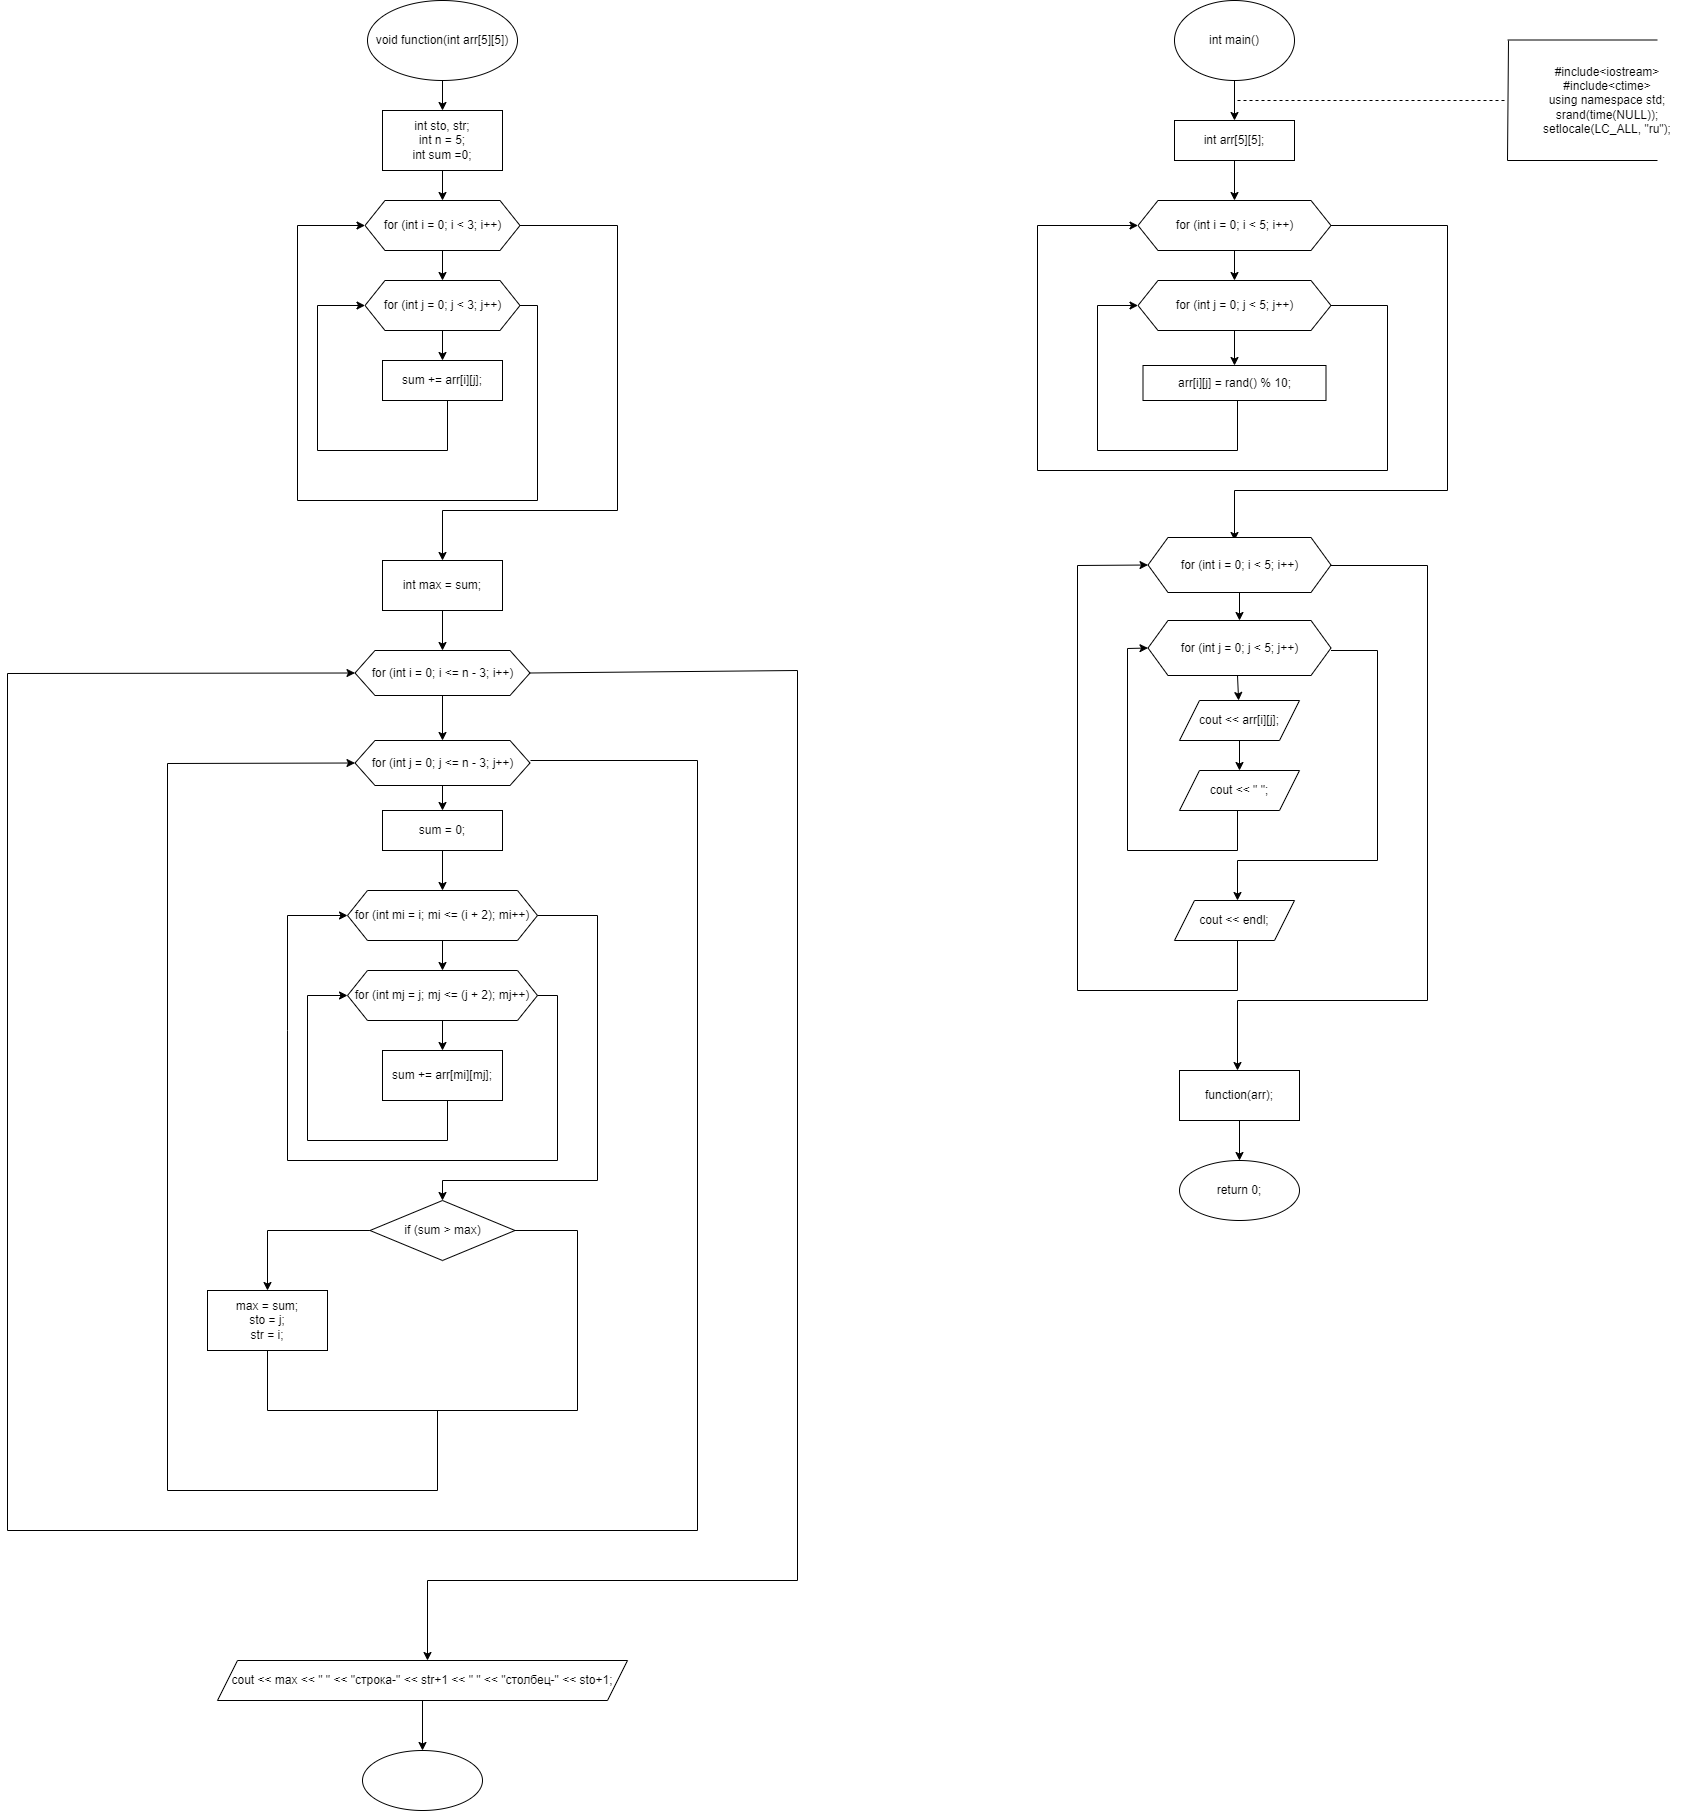 void function(int arr[5][5])
int sto, str;
int n = 5;
int sum =0;
for (int i = 0; i < 3; i++)
for (int j = 0; j < 3; j++)
sum += arr[i][j];
int max = sum;
for (int i = 0; i <= n - 3; i++)
for (int j = 0; j <= n - 3; j++)
sum = 0;
for (int mi = i; mi <= (i + 2); mi++)
for (int mj = j; mj <= (j + 2); mj++)
sum += arr[mi][mj];
if (sum > max)
max = sum;
sto = j;
str = i;
cout << max << " " << "строка-" << str+1 << " " << "столбец-" << sto+1;
int main()
#include<iostream>
#include<ctime>
using namespace std;
srand(time(NULL));
setlocale(LC_ALL, "ru");
int arr[5][5];
for (int i = 0; i < 5; i++)
for (int j = 0; j < 5; j++)
arr[i][j] = rand() % 10;
for (int i = 0; i < 5; i++)
for (int j = 0; j < 5; j++)
cout << arr[i][j];
cout << " ";
cout << endl;
function(arr);
return 0;